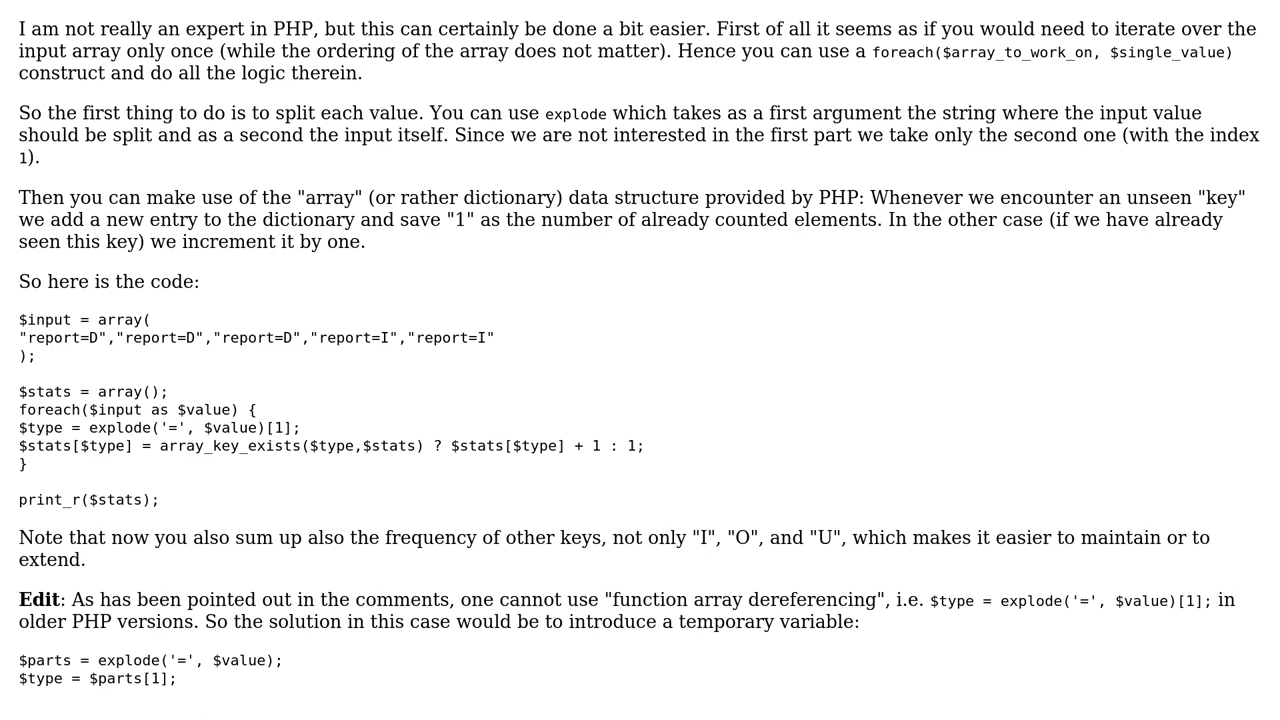 I am not really an expert in PHP, but this can certainly be done a bit easier. First of all it seems as if you would need to iterate over the
input array only once (while the ordering of the array does not matter). Hence you can use a foreach($array_to_work_on, $single_value)
construct and do all the logic therein.
So the first thing to do is to split each value. You can use explode which takes as a first argument the string where the input value
should be split and as a second the input itself. Since we are not interested in the first part we take only the second one (with the index
1).
Then you can make use of the "array" (or rather dictionary) data structure provided by PHP: Whenever we encounter an unseen "key"
we add a new entry to the dictionary and save "1" as the number of already counted elements. In the other case (if we have already
seen this key) we increment it by one.
So here is the code:
$input = array(
"report=D","report=D","report=D","report=I","report=I"
);
$stats = array();
foreach($input as $value) {
$type = explode('=', $value)[1];
$stats[$type] = array_key_exists($type,$stats) ? $stats[$type] + 1 : 1;
}
print_r($stats);
Note that now you also sum up also the frequency of other keys, not only "I", "O", and "U", which makes it easier to maintain or to
extend.
Edit: As has been pointed out in the comments, one cannot use "function array dereferencing", i.e. $type = explode('=', $value)[1]; in
older PHP versions. So the solution in this case would be to introduce a temporary variable:
$parts = explode('=', $value);
$type = $parts[1];